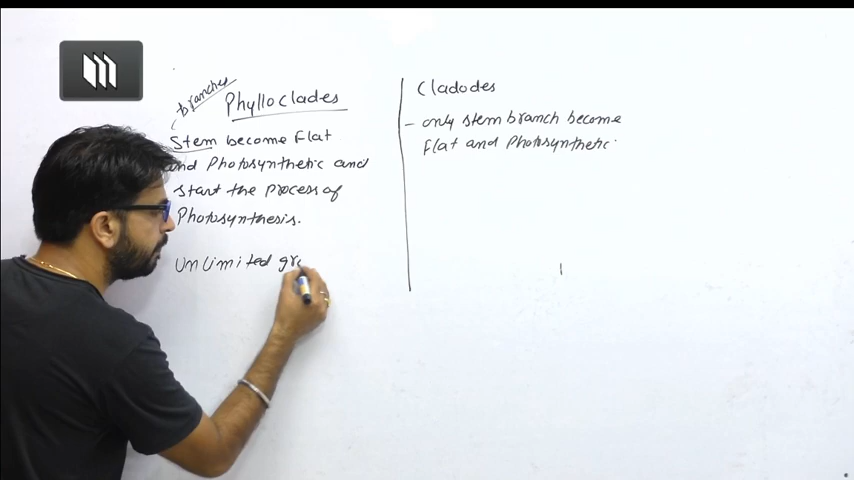 branches
Phylloclades
Stem become Flat
and Photosynthetic and
start the process of
Photosynthesis.
Unlimited gr
Cladodes
- only stem branch become
Flat and Photosynthetic.